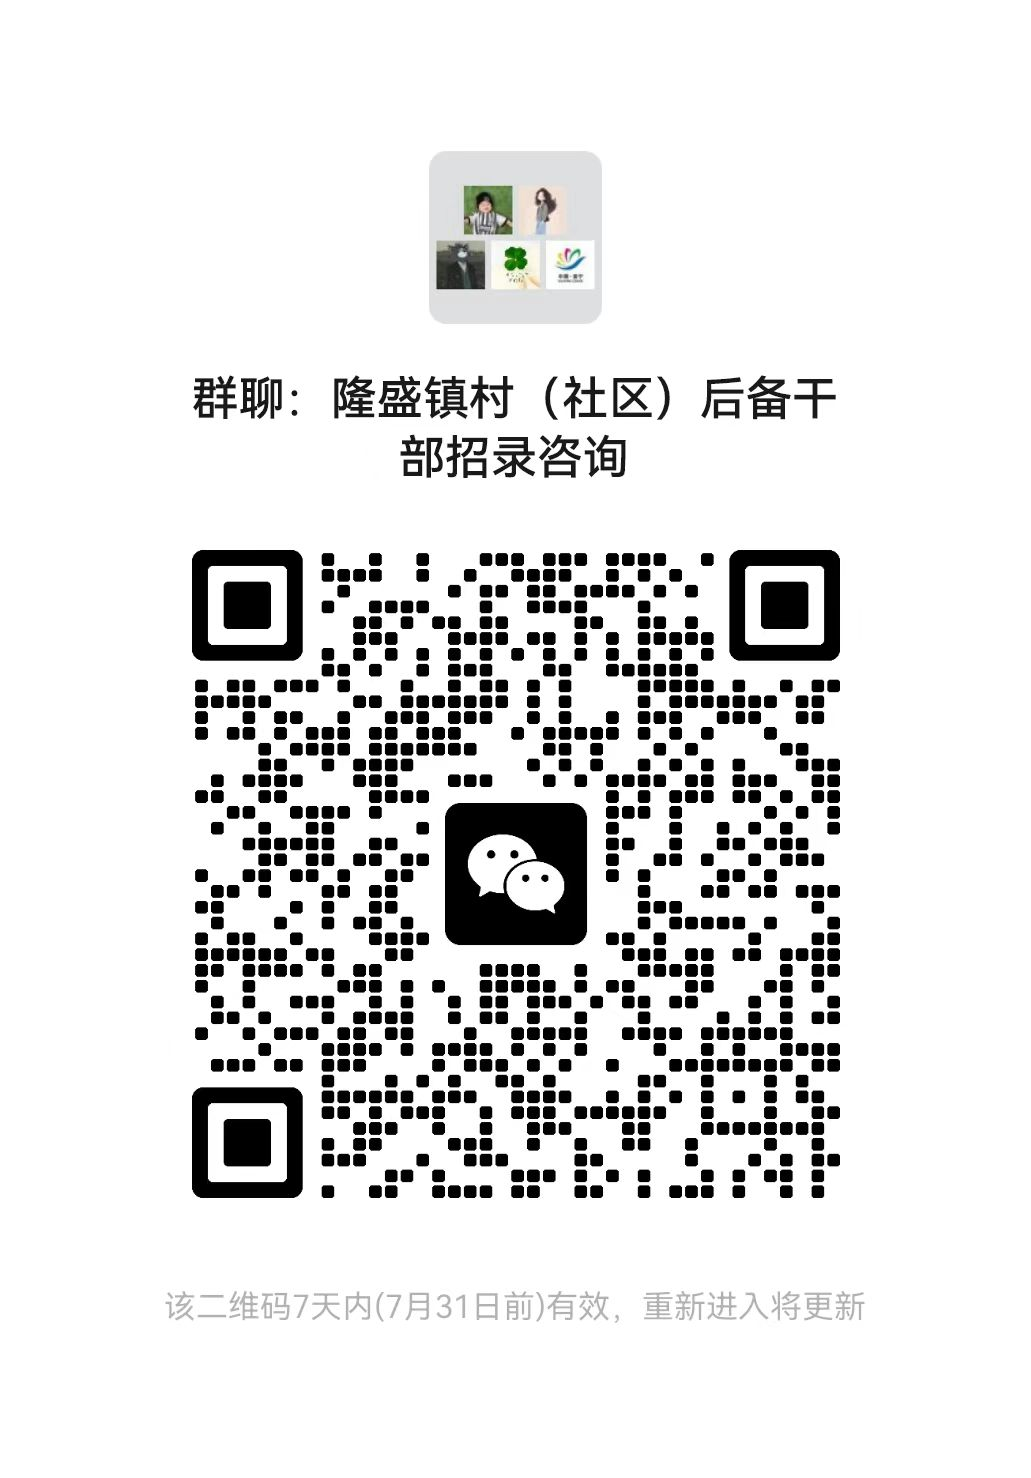 群聊：隆盛镇村（社区）后备干
部招录咨询
该二维码7天内(7月31日前)有效，重新进入将更新